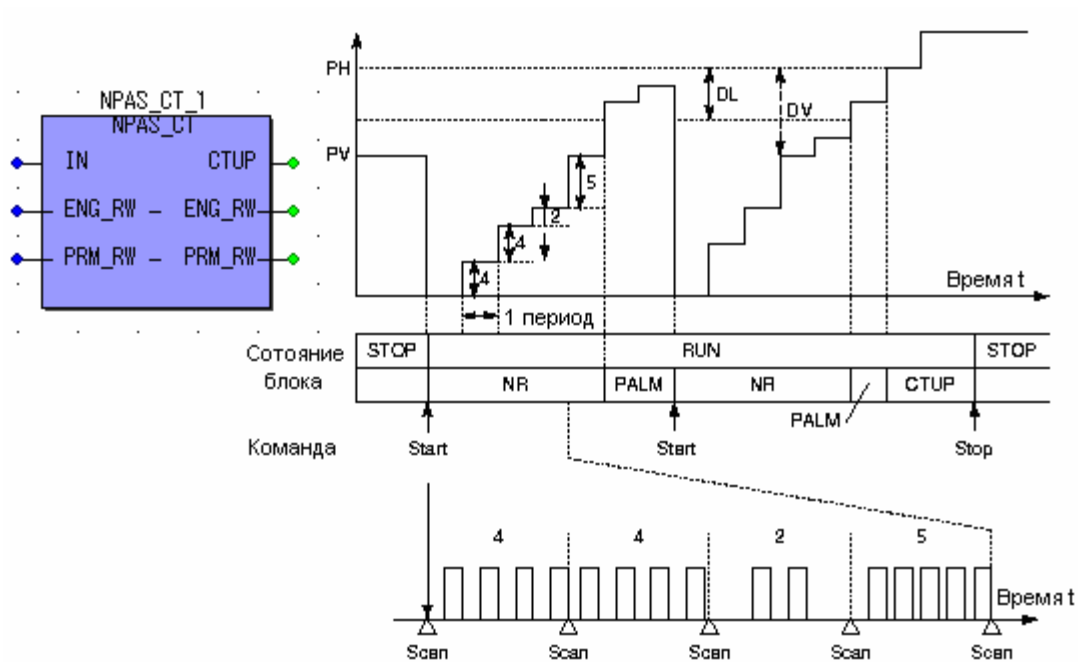 NPAS_CT_1
NPAS_CT
IN CTUP
ENG_RW – ENG_RW
PRM_RW – PRM_RW
PH
PV
DL
DV
5
2
4
4
Время t
1 период
Сотояние
блока
STOP RUN STOP
NR PALM NR CTUP
PALM
Команда
Start Start Stop
4 4 2 5
Время t
Scan Scan Scan Scan Scan